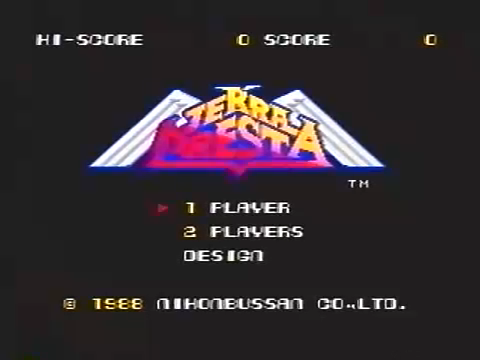 HI-SCORE 0 SCORE 0
TERRA
CRESTA
TM
1 PLAYER
2 PLAYERS
DESIGN
© 1988 NIHONBUSSAN CO.,LTD.